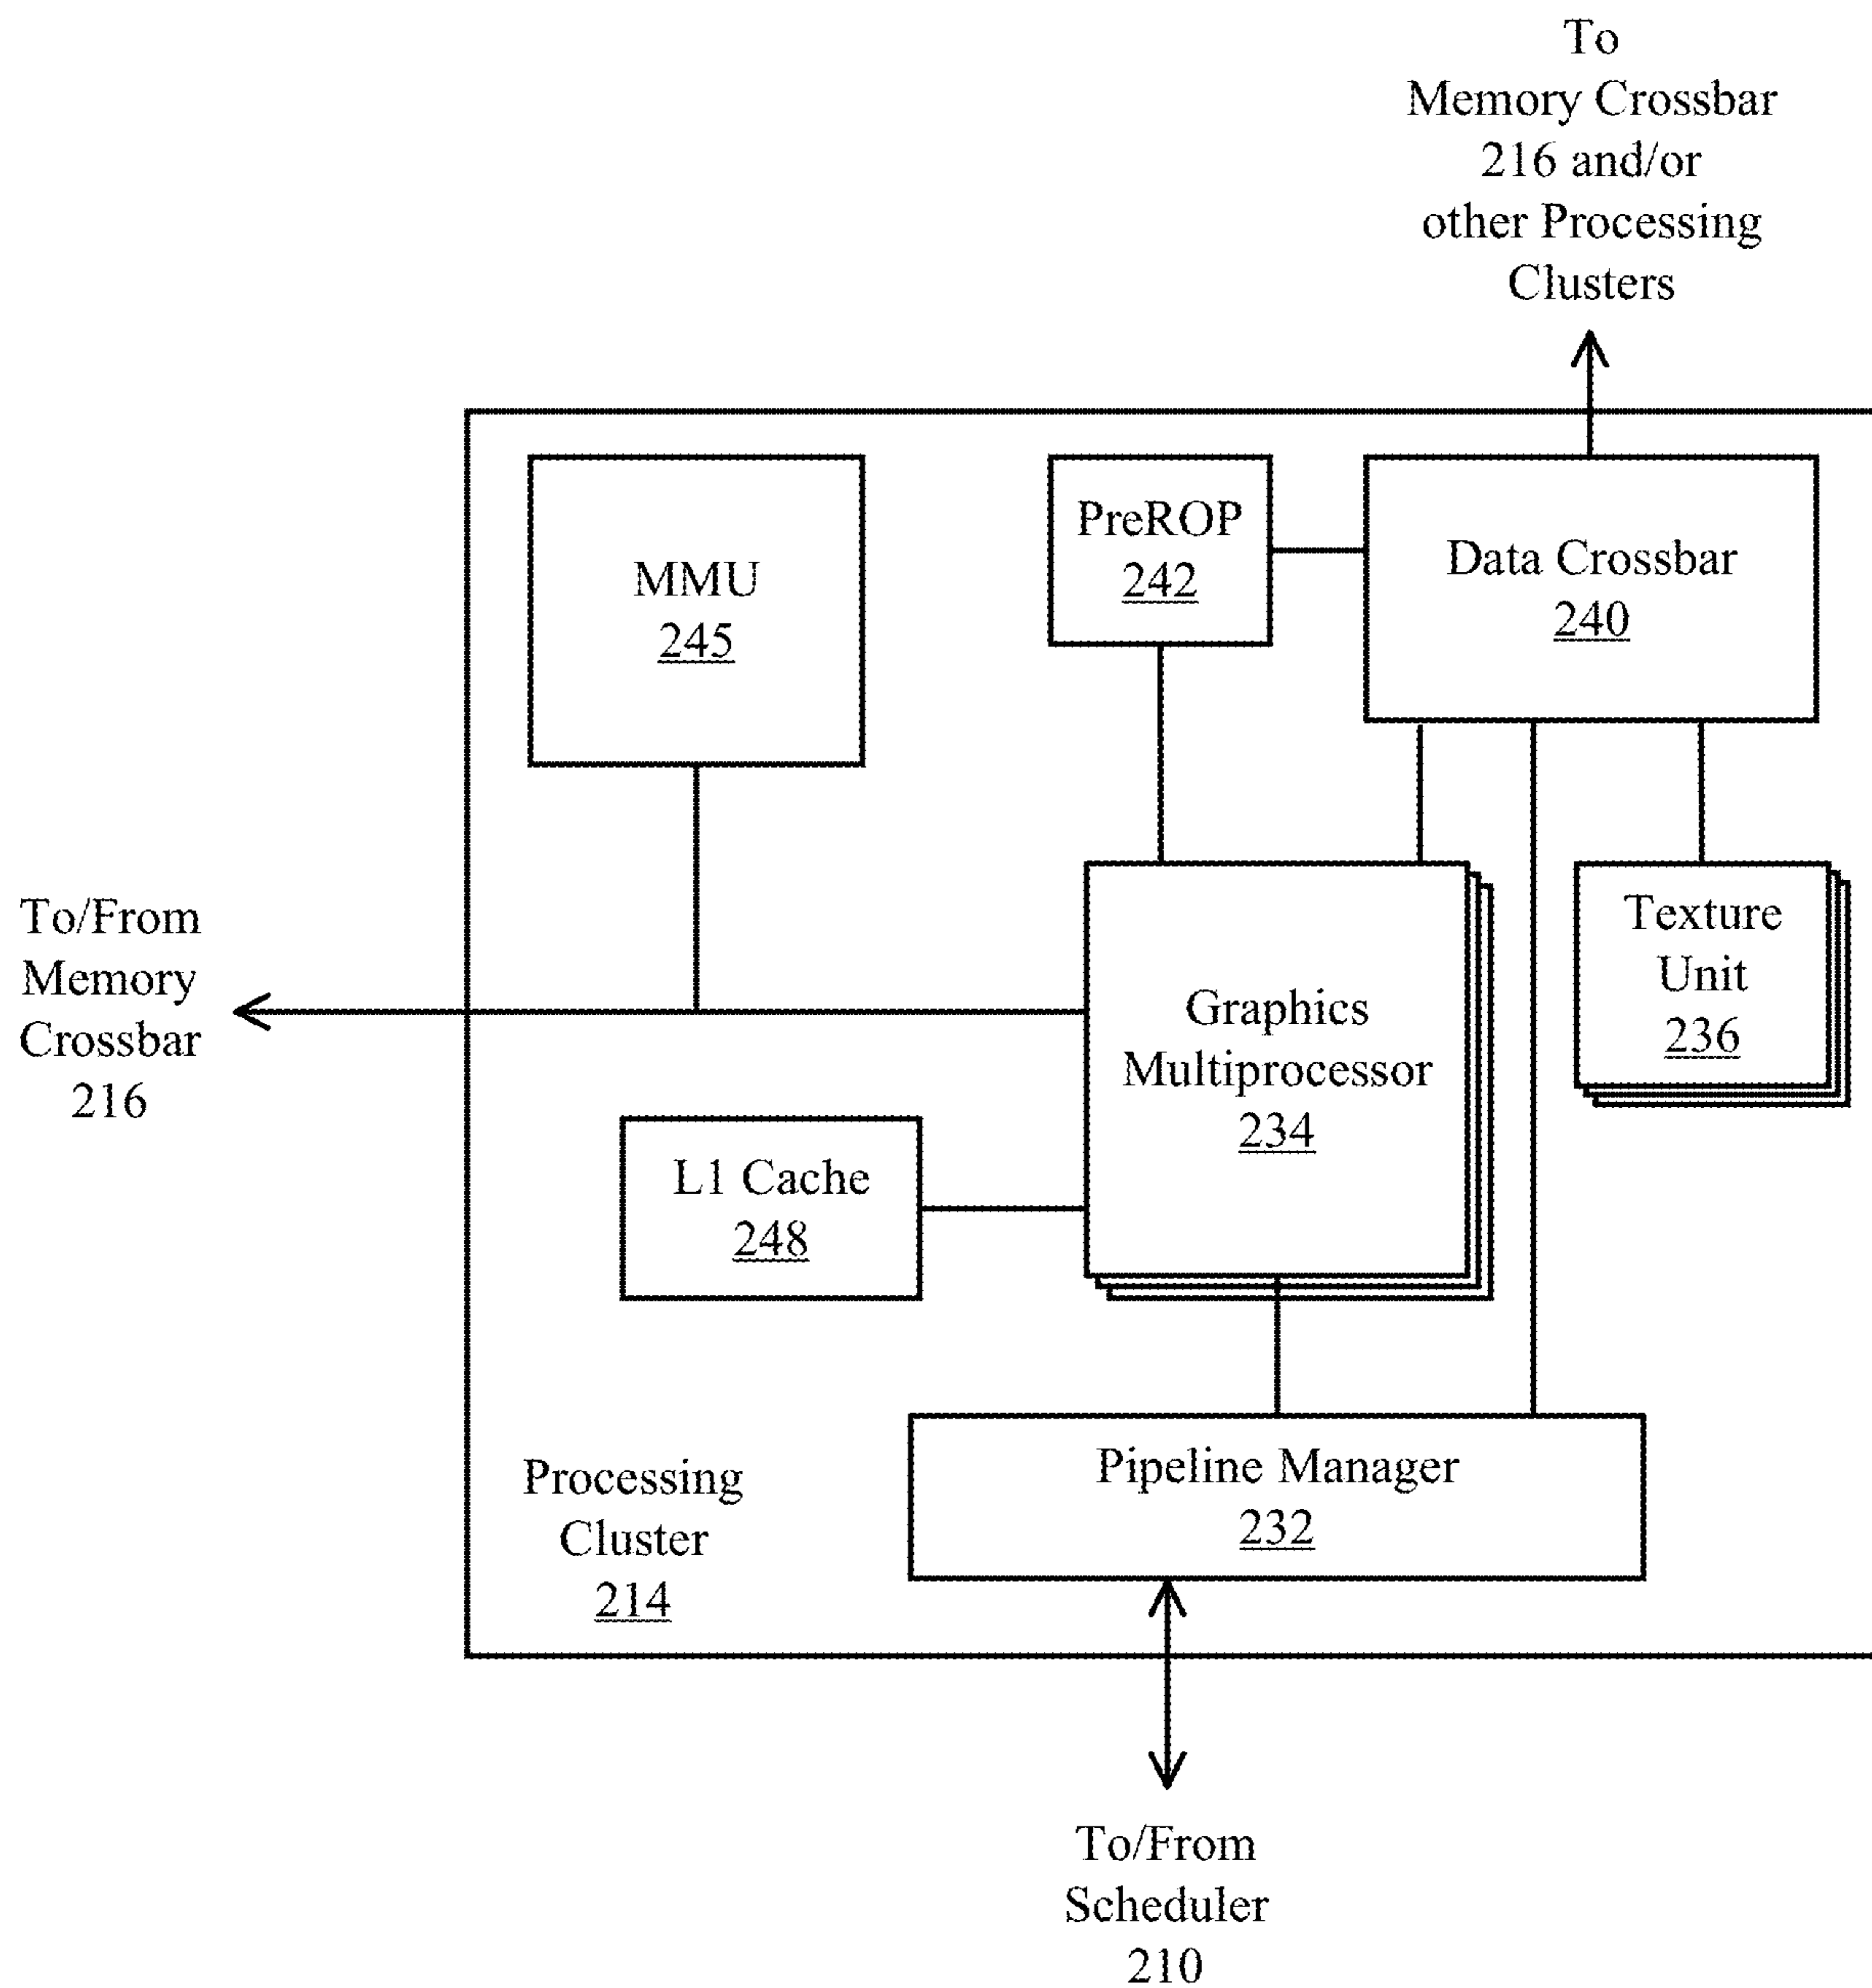 To
Memory Crossbar
216 and/or
other Processing
Clusters
MMU
245
PreROP
242
Data Crossbar
240
To/From
Memory
Crossbar
216
Graphics
Multiprocessor
234
Texture
Unit
236
L1 Cache
248
Processing
Cluster
214
Pipeline Manager
232
To/From
Scheduler
210